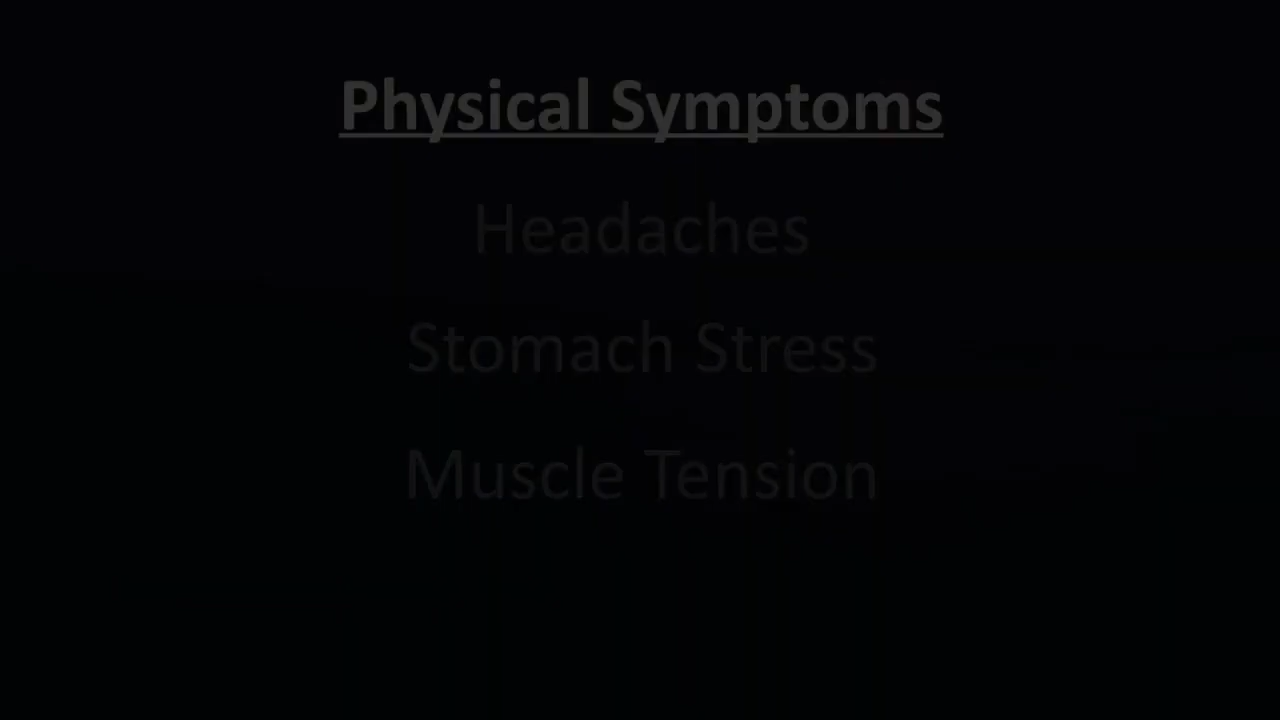 Physical Symptoms
Headaches
Stomach Stress
Muscle Tension